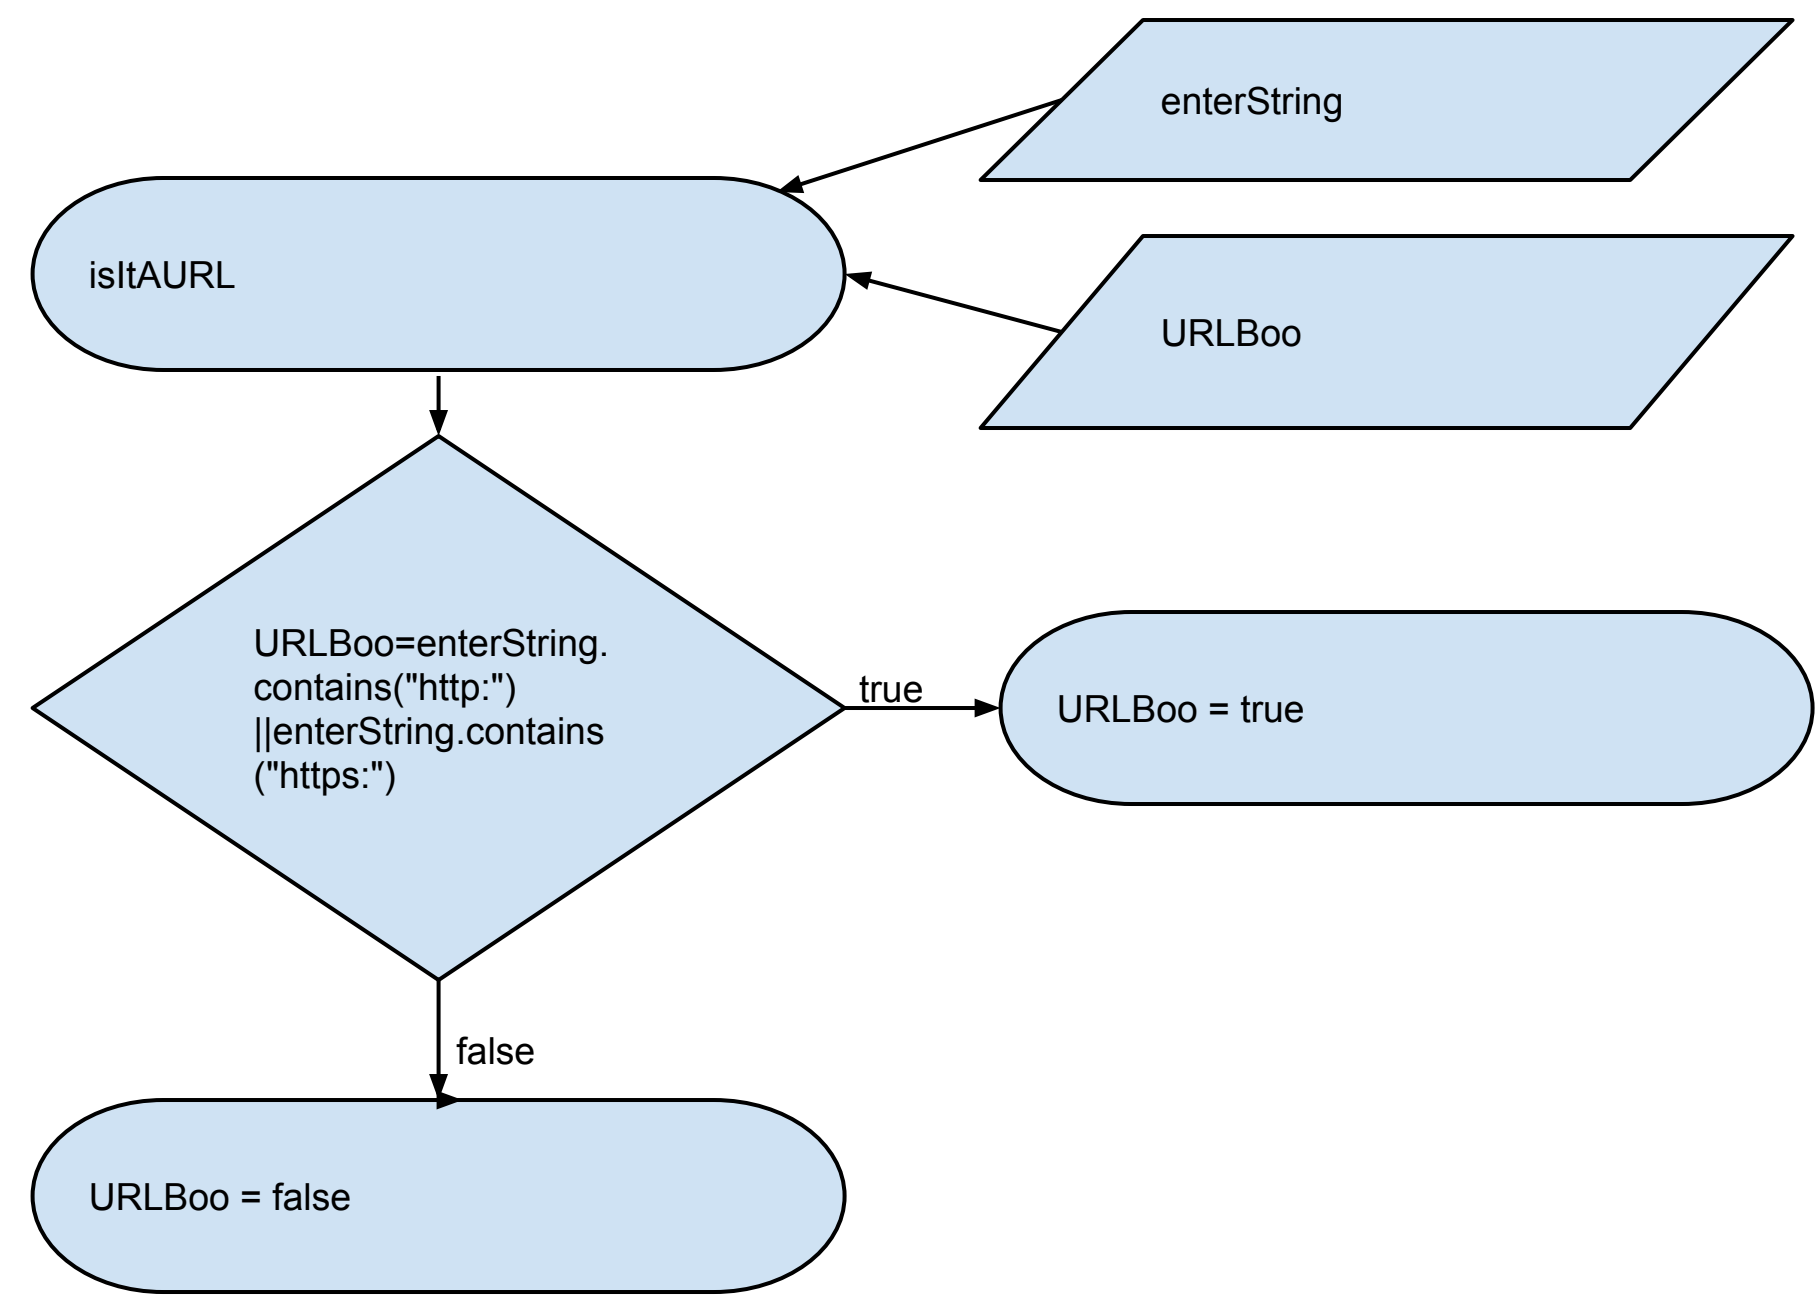 enterString
isItAURL
URLBoo
URLBoo=enterString.
contains("http:")
||enterString.contains
("https:")
true
URLBoo = true
false
URLBoo = false